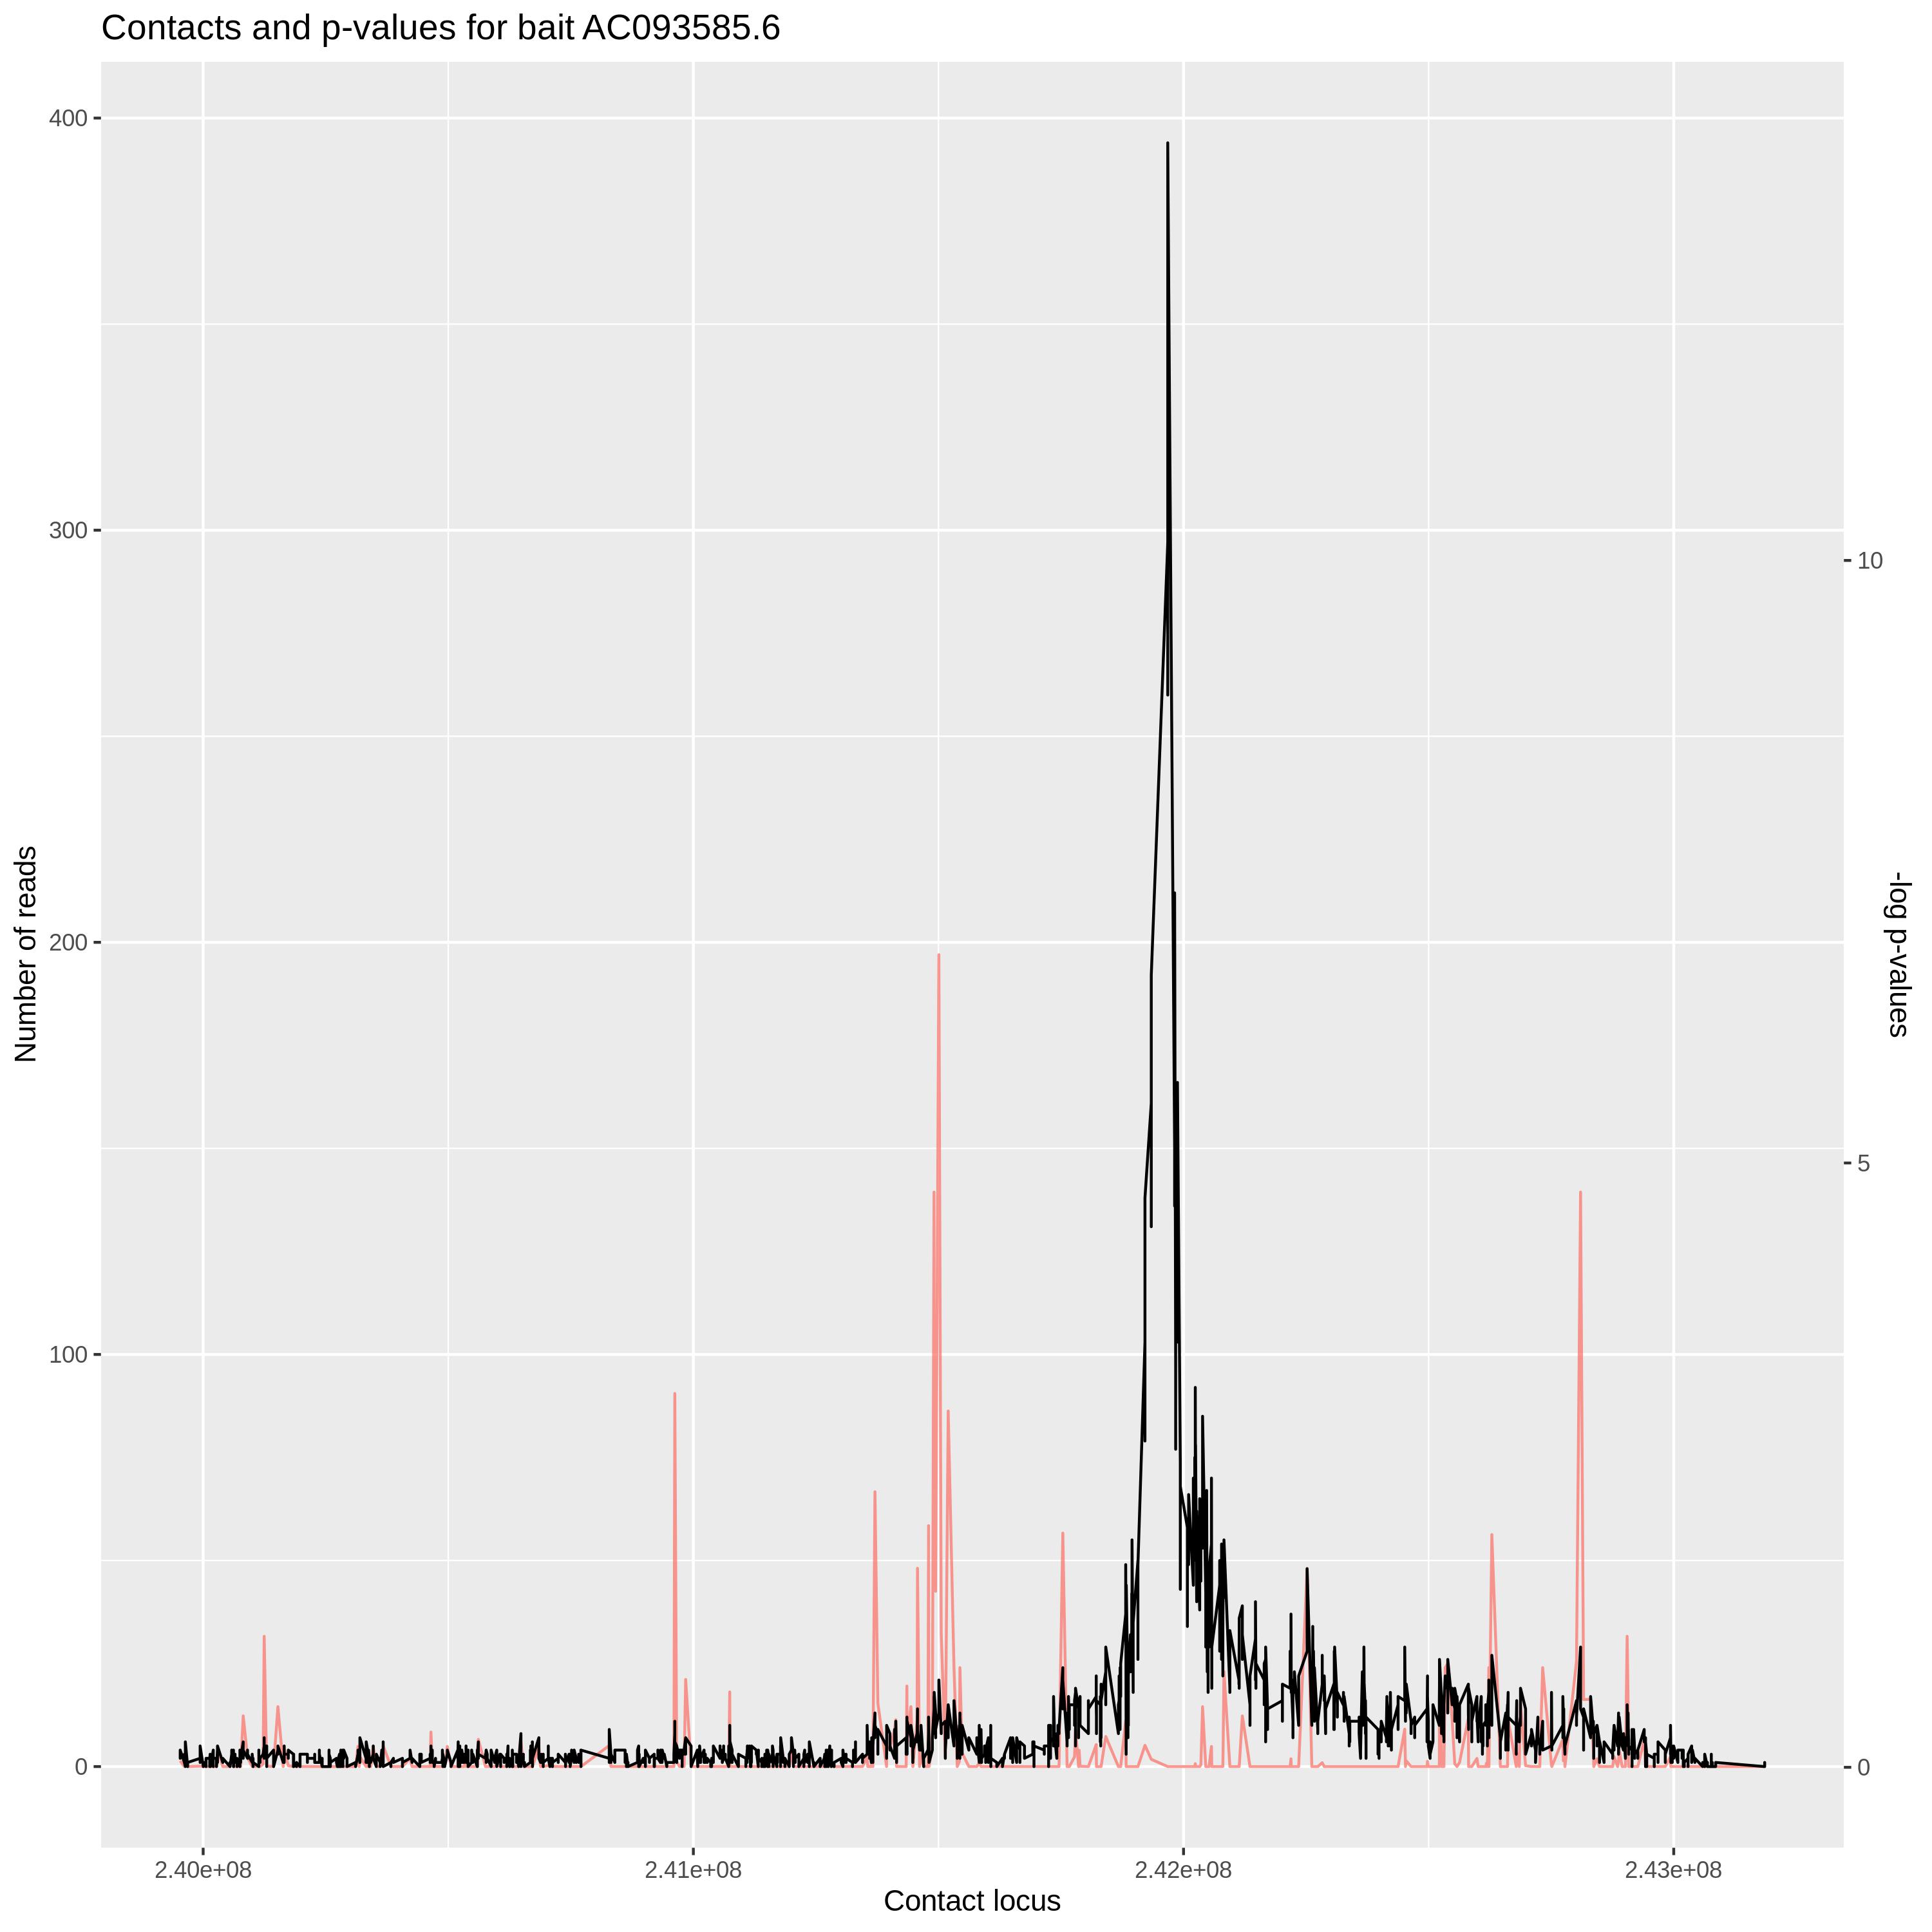 Contacts and p-values for bait AC093585.6
400
300
200
100
0
Number of reads
10
5
0
-log p-values
2.40e+08
2.41e+08
2.42e+08
2.43e+08
Contact locus